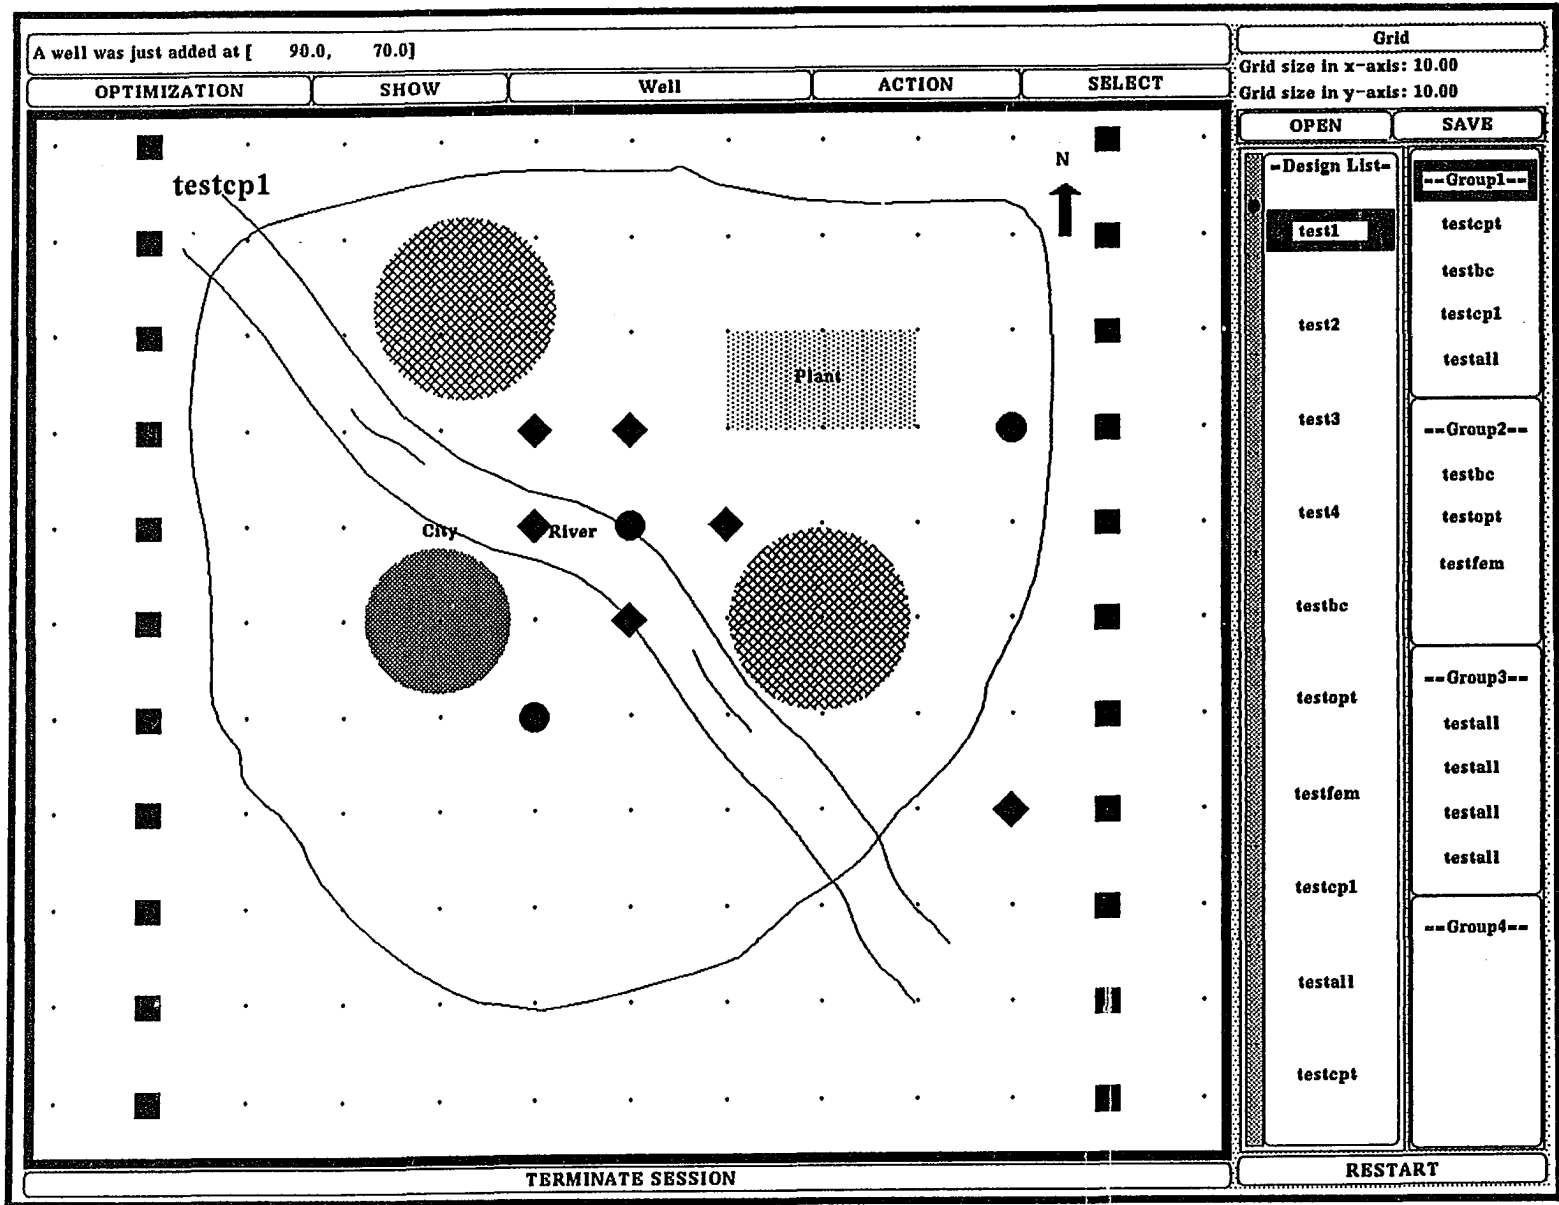 A well was just added at [ 90.0, 70.0]
OPTIMIZATION SHOW Well ACTION SELECT
Grid
Grid size in x-axis: 10.00
Grid size in y-axis: 10.00
OPEN SAVE
N
testcp1
Plant
City
River
=Design List=
test1
test2
test3
test4
testbc
testopt
testfem
testcp1
testall
testcpt
==Group1==
testcpt
testbc
testcp1
testall
==Group2==
testbc
testopt
testfem
==Group3==
testall
testall
testall
testall
==Group4==
TERMINATE SESSION
RESTART